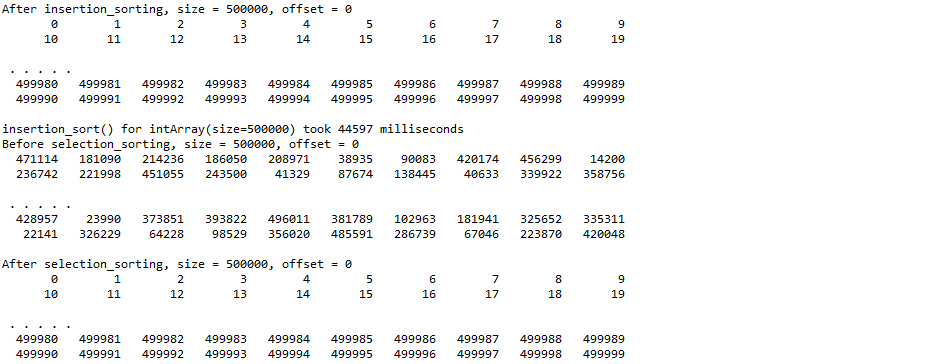 After insertion_sorting, size = 500000, offset = 0
0 1 2 3 4 5 6 7 8 9
10 11 12 13 14 15 16 17 18 19
. . . . .
499980 499981 499982 499983 499984 499985 499986 499987 499988 499989
499990 499991 499992 499993 499994 499995 499996 499997 499998 499999
insertion_sort() for intArray(size=500000) took 44597 milliseconds
Before selection_sorting, size = 500000, offset = 0
471114 181090 214236 186050 208971 38935 90083 420174 456299 14200
236742 221998 451055 243500 41329 87674 138445 40633 339922 358756
. . . . .
428957 23990 373851 393822 496011 381789 102963 181941 325652 335311
22141 326229 64228 98529 356020 485591 286739 67046 223870 420048
After selection_sorting, size = 500000, offset = 0
0 1 2 3 4 5 6 7 8 9
10 11 12 13 14 15 16 17 18 19
. . . . .
499980 499981 499982 499983 499984 499985 499986 499987 499988 499989
499990 499991 499992 499993 499994 499995 499996 499997 499998 499999